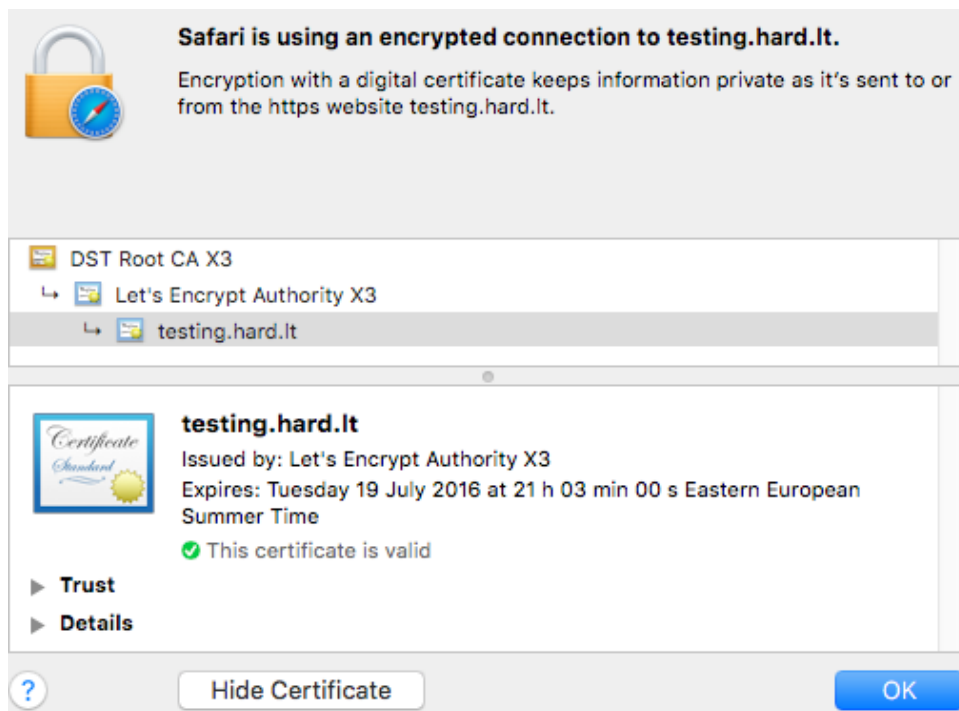 Safari is using an encrypted connection to testing.hard.lt.
Encryption with a digital certificate keeps information private as it's sent to or
from the https website testing.hard.lt.
DST Root CA X3
↳ Let's Encrypt Authority X3
↳ testing.hard.lt
Certificate
Standard
testing.hard.lt
Issued by: Let's Encrypt Authority X3
Expires: Tuesday 19 July 2016 at 21 h 03 min 00 s Eastern European
Summer Time
This certificate is valid
Trust
Details
? Hide Certificate OK